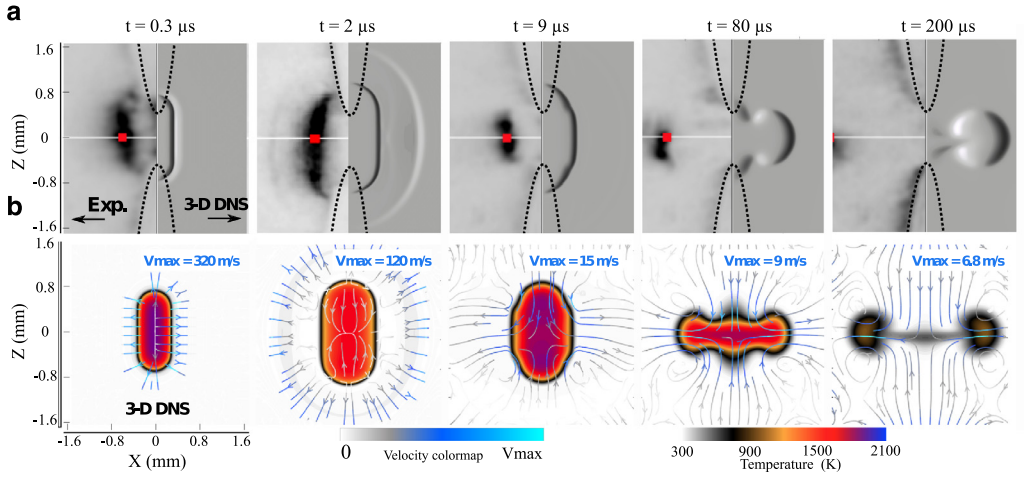 a
t = 0.3 µs
t = 2 µs
t = 9 µs
t = 80 µs
t = 200 µs
1.6
0.8
0
-0.8
-1.6
Z (mm)
Exp.
3-D DNS
b
1.6
0.8
0
-0.8
-1.6
Z (mm)
Vmax = 320 m/s
Vmax = 120 m/s
Vmax = 15 m/s
Vmax = 9 m/s
Vmax = 6.8 m/s
3-D DNS
-1.6 -0.8 0 0.8 1.6
X (mm)
0 Velocity colormap Vmax
300 900 1500 2100
Temperature (K)